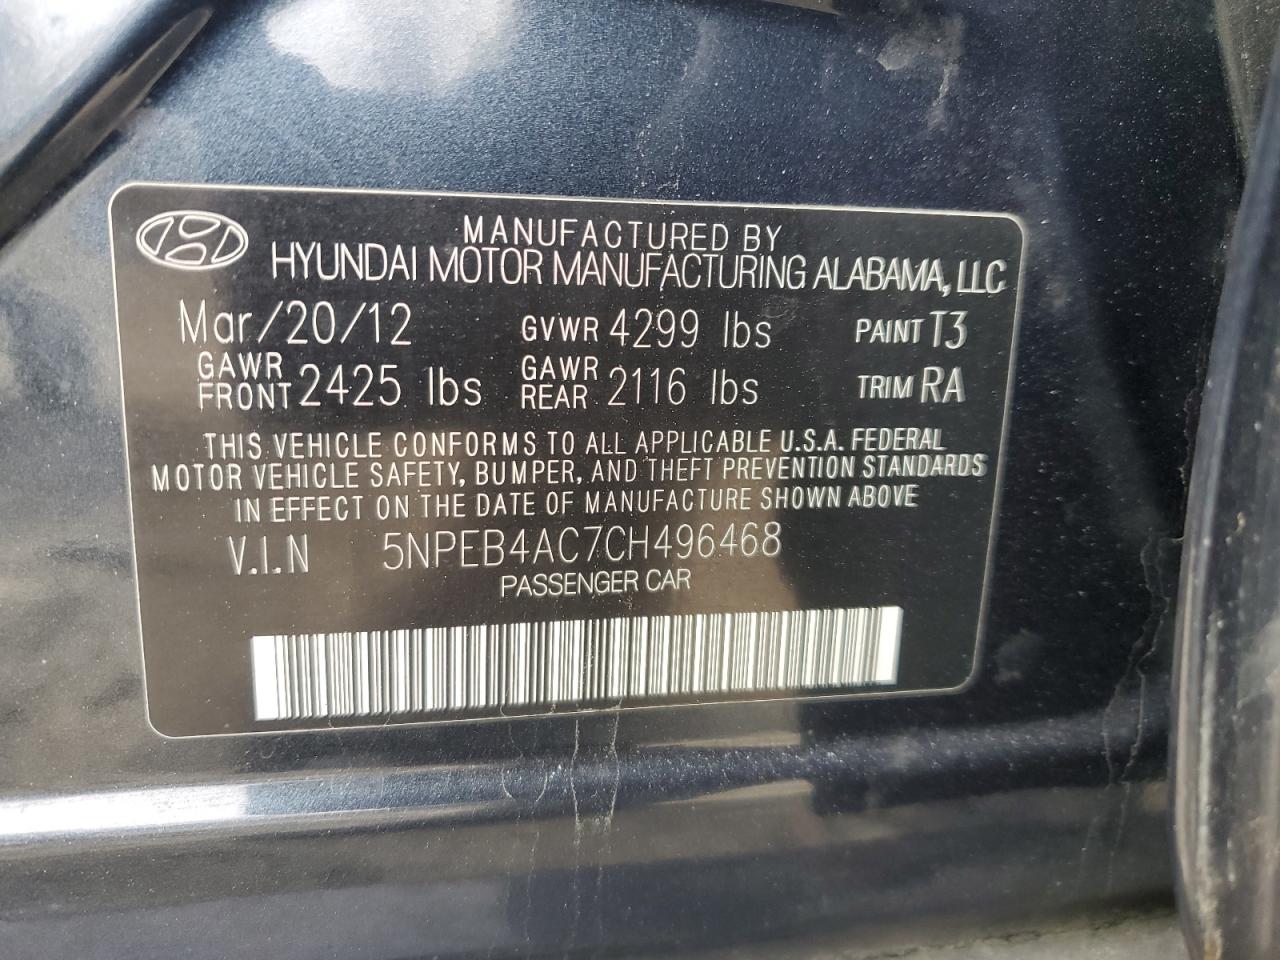 MANUFACTURED BY
HYUNDAI MOTOR MANUFACTURING ALABAMA, LLC
Mar/20/12 GVWR 4299 lbs PAINT T3
GAWR FRONT 2425 lbs GAWR REAR 2116 lbs TRIM RA
THIS VEHICLE CONFORMS TO ALL APPLICABLE U.S.A. FEDERAL
MOTOR VEHICLE SAFETY, BUMPER, AND THEFT PREVENTION STANDARDS
IN EFFECT ON THE DATE OF MANUFACTURE SHOWN ABOVE
V.I.N 5NPEB4AC7CH496468
PASSENGER CAR